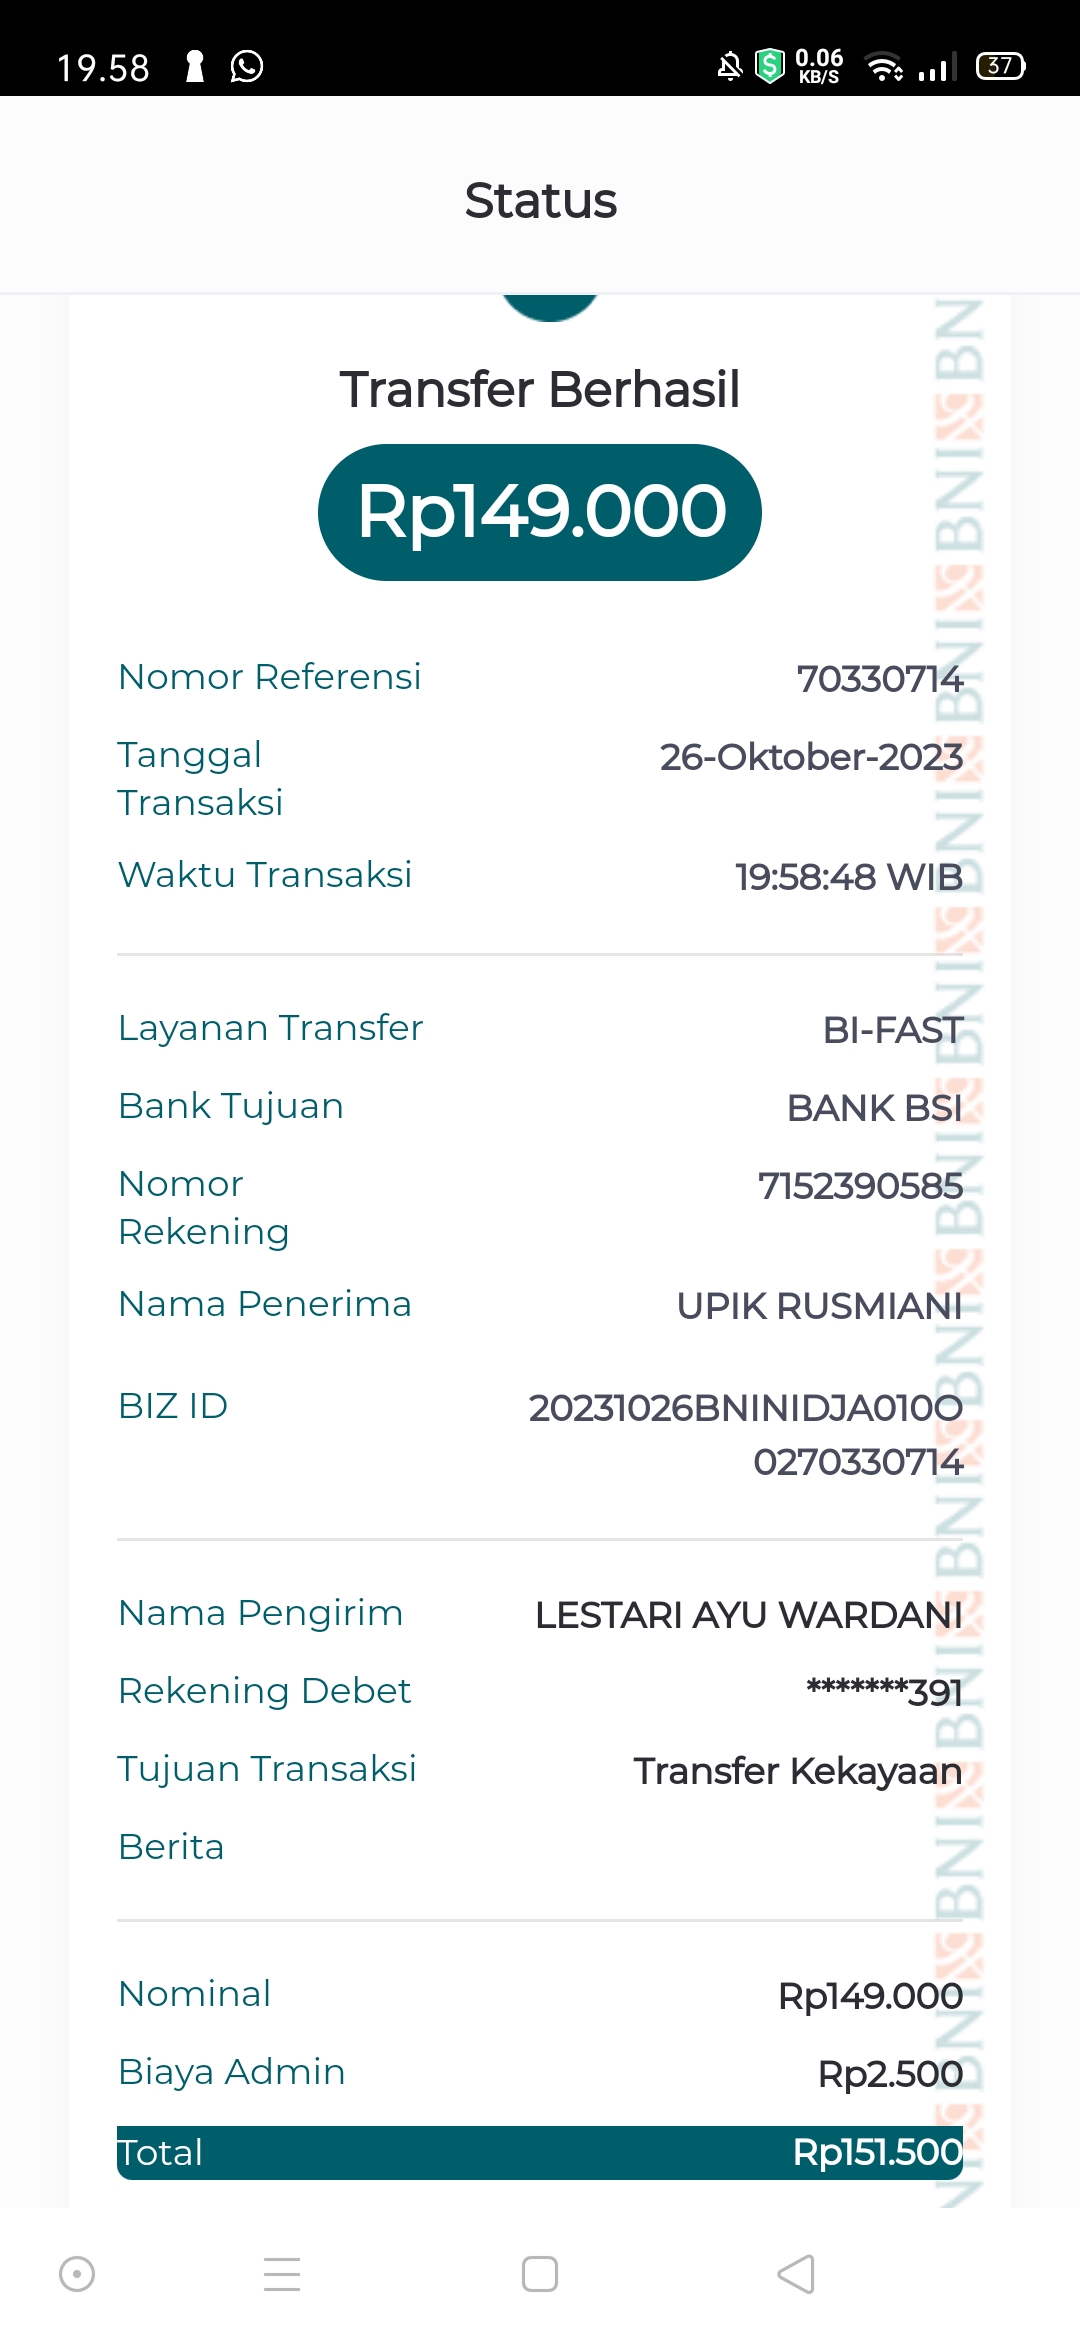 19.58
0.06
KB/S
37
Status
Transfer Berhasil
Rp149.000
Nomor Referensi 70330714
Tanggal 26-Oktober-2023
Transaksi
Waktu Transaksi 19:58:48 WIB
Layanan Transfer BI-FAST
Bank Tujuan BANK BSI
Nomor 7152390585
Rekening
Nama Penerima UPIK RUSMIANI
BIZ ID 20231026BNINIDJA010O
0270330714
Nama Pengirim LESTARI AYU WARDANI
Rekening Debet *******391
Tujuan Transaksi Transfer Kekayaan
Berita
Nominal Rp149.000
Biaya Admin Rp2.500
Total Rp151.500
BNI BNI BNI BNI BNI BNI BNI BNI BNI BNI BNI